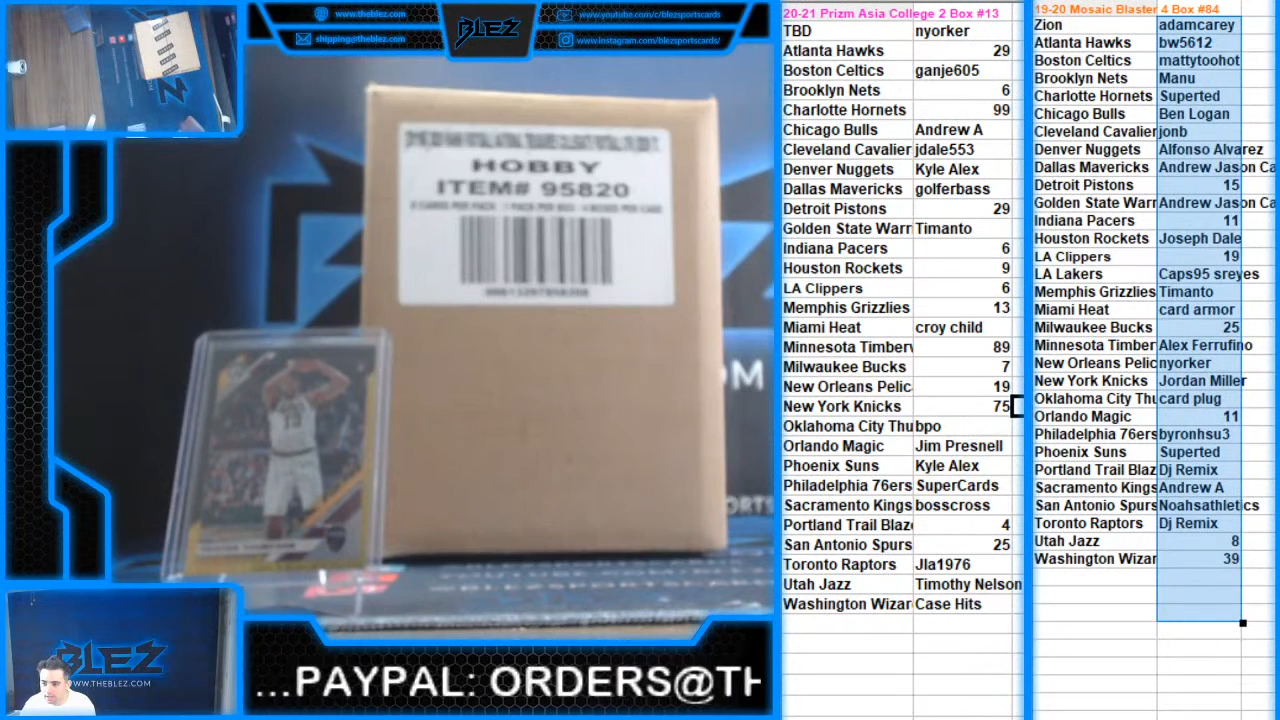 www.theblez.com
www.youtube.com/c/blezsportscards/
shipping@theblez.com
BLEZ
www.instagram.com/blezsportscards/
HOBBY
ITEM# 95820
8 CARDS PER PACK
BLEZ
WWW.THEBLEZ.COM
...PAYPAL: ORDERS@TH
20-21 Prizm Asia College 2 Box #13
TBD nyorker
Atlanta Hawks 29
Boston Celtics ganje605
Brooklyn Nets 6
Charlotte Hornets 99
Chicago Bulls Andrew A
Cleveland Cavalier jdale553
Denver Nuggets Kyle Alex
Dallas Mavericks golferbass
Detroit Pistons 29
Golden State Warr Timanto
Indiana Pacers 6
Houston Rockets 9
LA Clippers 6
Memphis Grizzlies 13
Miami Heat croy child
Minnesota Timberv 89
Milwaukee Bucks 7
New Orleans Pelic 19
New York Knicks 75
Oklahoma City Thu bpo
Orlando Magic Jim Presnell
Phoenix Suns Kyle Alex
Philadelphia 76ers SuperCards
Sacramento Kings bosscross
Portland Trail Blaz 4
San Antonio Spurs 25
Toronto Raptors Jla1976
Utah Jazz Timothy Nelson
Washington Wizar Case Hits
19-20 Mosaic Blaster 4 Box #84
Zion adamcarey
Atlanta Hawks bw5612
Boston Celtics mattytoohot
Brooklyn Nets Manu
Charlotte Hornets Superted
Chicago Bulls Ben Logan
Cleveland Cavalier jonb
Denver Nuggets Alfonso Alvarez
Dallas Mavericks Andrew Jason Ca
Detroit Pistons 15
Golden State Warr Andrew Jason Ca
Indiana Pacers 11
Houston Rockets Joseph Dale
LA Clippers 19
LA Lakers Caps95 sreyes
Memphis Grizzlies Timanto
Miami Heat card armor
Milwaukee Bucks 25
Minnesota Timber Alex Ferrufino
New Orleans Pelic nyorker
New York Knicks Jordan Miller
Oklahoma City Thu card plug
Orlando Magic 11
Philadelphia 76ers byronhsu3
Phoenix Suns Superted
Portland Trail Blaz Dj Remix
Sacramento Kings Andrew A
San Antonio Spurs Noahsathletics
Toronto Raptors Dj Remix
Utah Jazz 8
Washington Wizar 39